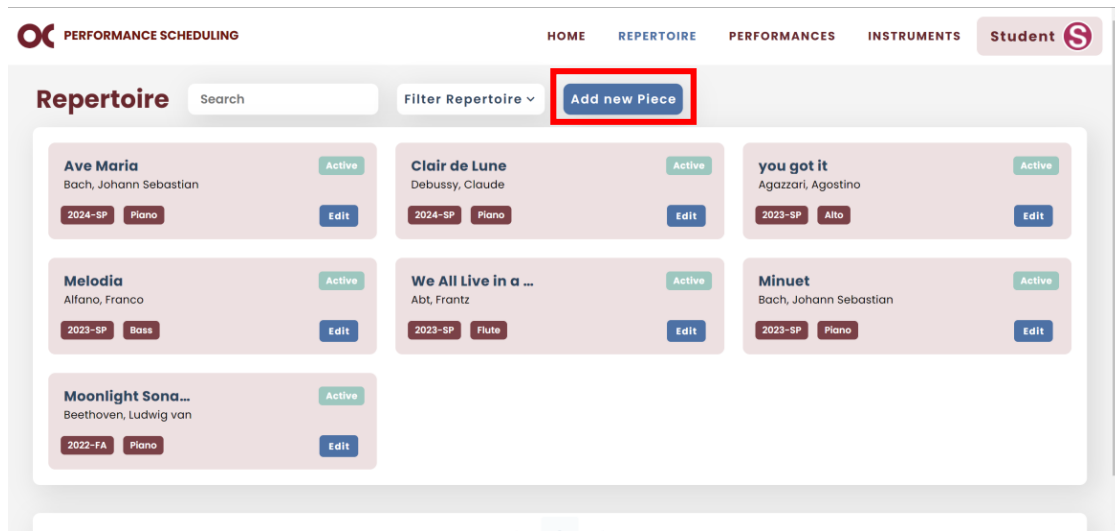 OC PERFORMANCE SCHEDULING HOME REPERTOIRE PERFORMANCES INSTRUMENTS Student S
Repertoire Search Filter Repertoire Add new Piece
Ave Maria Active
Bach, Johann Sebastian
2024-SP Piano Edit
Clair de Lune Active
Debussy, Claude
2024-SP Piano Edit
you got it Active
Agazzari, Agostino
2023-SP Alto Edit
Melodia Active
Alfano, Franco
2023-SP Bass Edit
We All Live in a ... Active
Abt, Frantz
2023-SP Flute Edit
Minuet Active
Bach, Johann Sebastian
2023-SP Piano Edit
Moonlight Sona... Active
Beethoven, Ludwig van
2022-FA Piano Edit